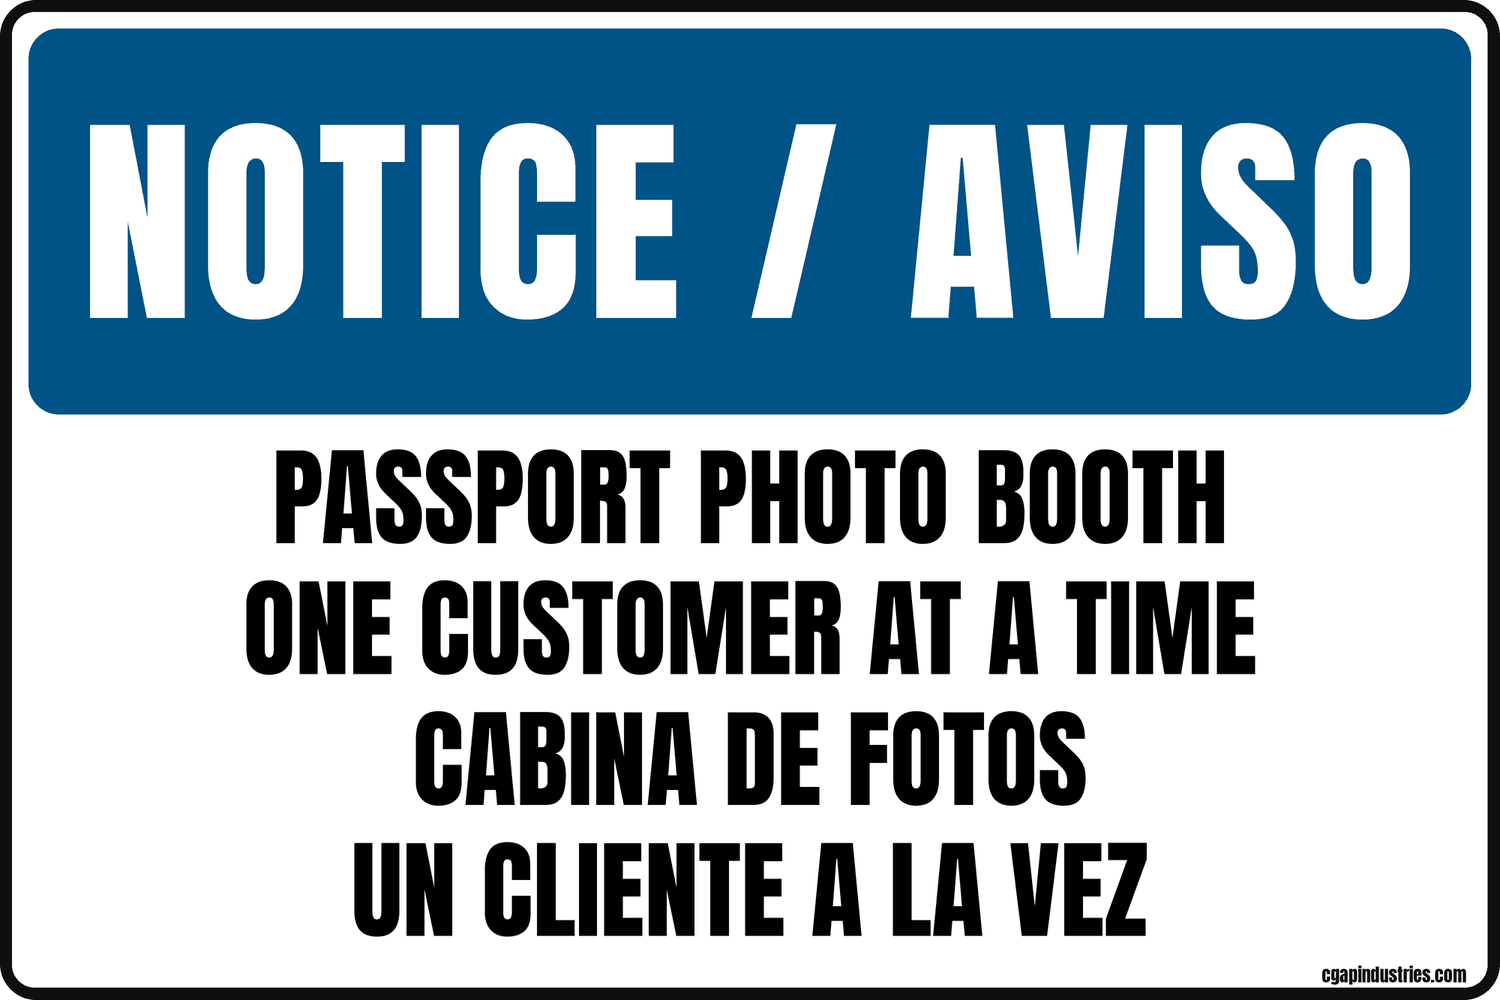 NOTICE / AVISO
PASSPORT PHOTO BOOTH
ONE CUSTOMER AT A TIME
CABINA DE FOTOS
UN CLIENTE A LA VEZ
cgapindustries.com